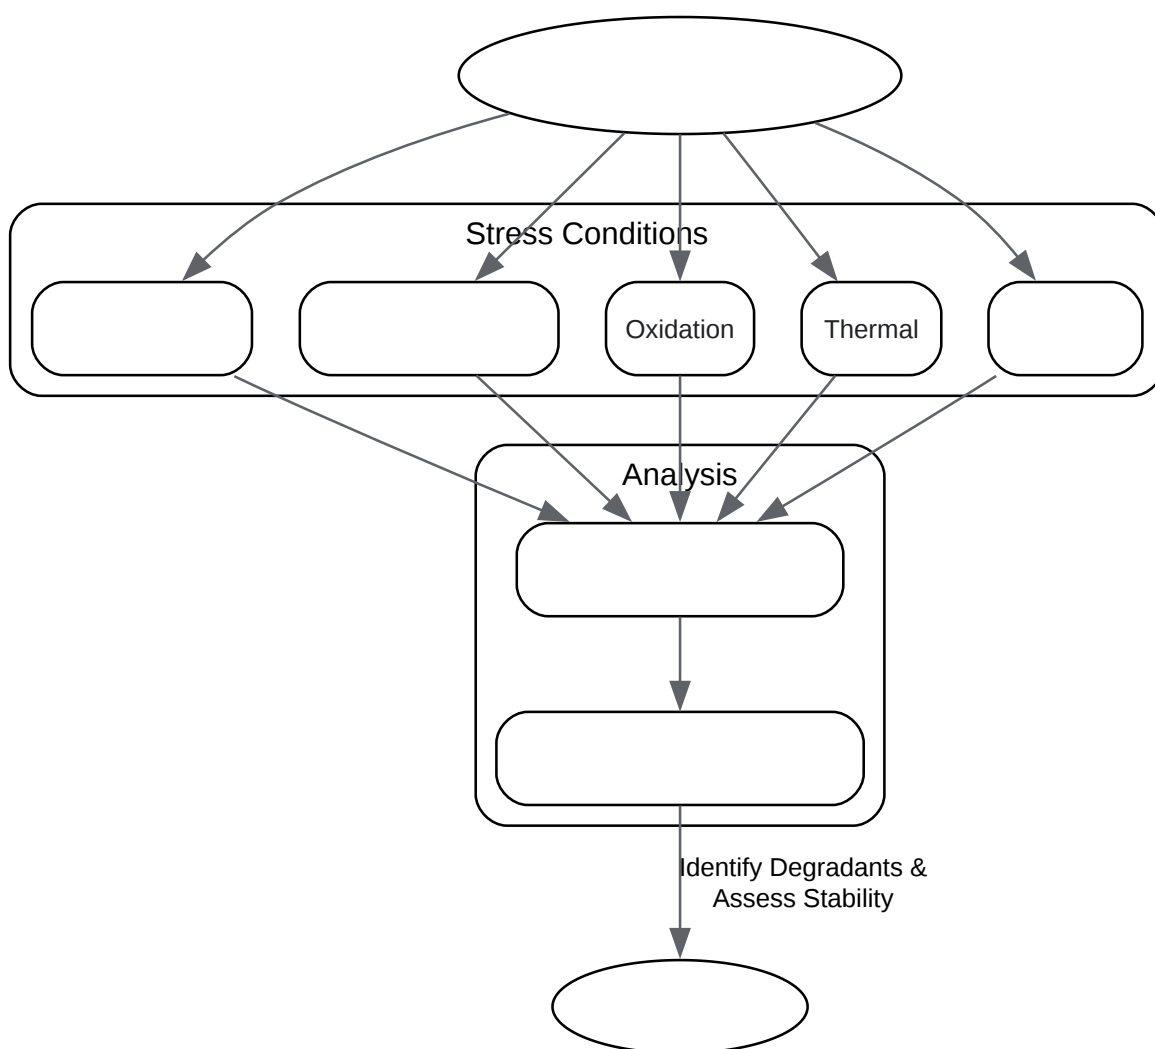 Stress Conditions
Oxidation
Thermal
Analysis
Identify Degradants &
Assess Stability